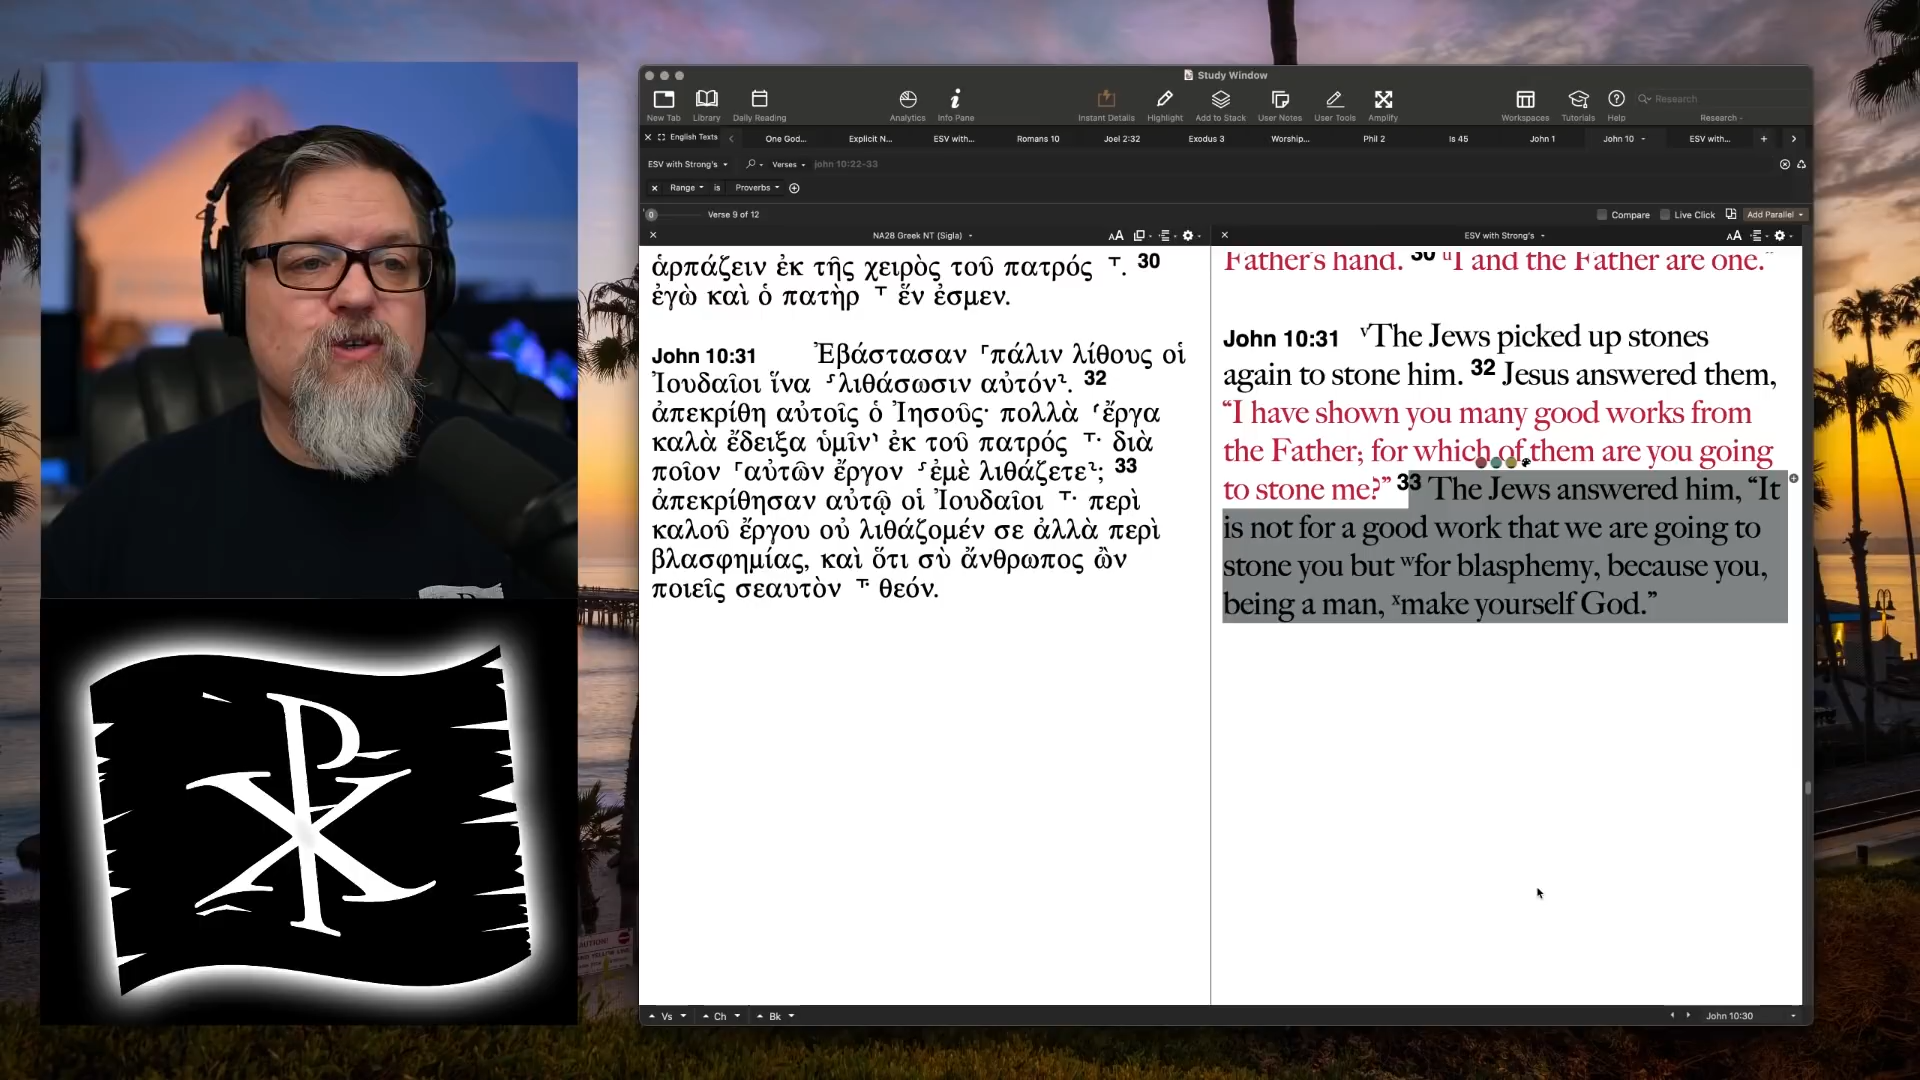 Study Window
New Tab Library Daily Reading Analytics Info Pane Instant Details Highlight Add to Stack User Notes User Tools Amplify Workspaces Tutorials Help Research
Research
English Texts One God... Explicit N... ESV with... Romans 10 Joel 2:32 Exodus 3 Worship... Phil 2 Is 45 John 1 John 10 ESV with...
ESV with Strong's Verses john 10:22-33
Range is Proverbs
0 Verse 9 of 12 Compare Live Click Add Parallel
NA28 Greek NT (Sigla)
ἁρπάζειν ἐκ τῆς χειρὸς τοῦ πατρός ⸆. 30
ἐγὼ καὶ ὁ πατὴρ ⸆ ἕν ἐσμεν.
John 10:31 Ἐβάστασαν ⸀πάλιν λίθους οἱ
Ἰουδαῖοι ἵνα ⸂λιθάσωσιν αὐτόν⸃. 32
ἀπεκρίθη αὐτοῖς ὁ Ἰησοῦς· πολλὰ ⸂ἔργα
καλὰ ἔδειξα ὑμῖν⸃ ἐκ τοῦ πατρός ⸆· διὰ
ποῖον ⸀αὐτῶν ἔργον ⸂ἐμὲ λιθάζετε⸃; 33
ἀπεκρίθησαν αὐτῷ οἱ Ἰουδαῖοι ⸆· περὶ
καλοῦ ἔργου οὐ λιθάζομέν σε ἀλλὰ περὶ
βλασφημίας, καὶ ὅτι σὺ ἄνθρωπος ὢν
ποιεῖς σεαυτὸν ⸆ θεόν.
ESV with Strong's
Father's hand. 30 uI and the Father are one."
John 10:31 vThe Jews picked up stones
again to stone him. 32 Jesus answered them,
“I have shown you many good works from
the Father; for which of them are you going
to stone me?” 33 The Jews answered him, “It
is not for a good work that we are going to
stone you but wfor blasphemy, because you,
being a man, xmake yourself God.”
Vs Ch Bk John 10:30